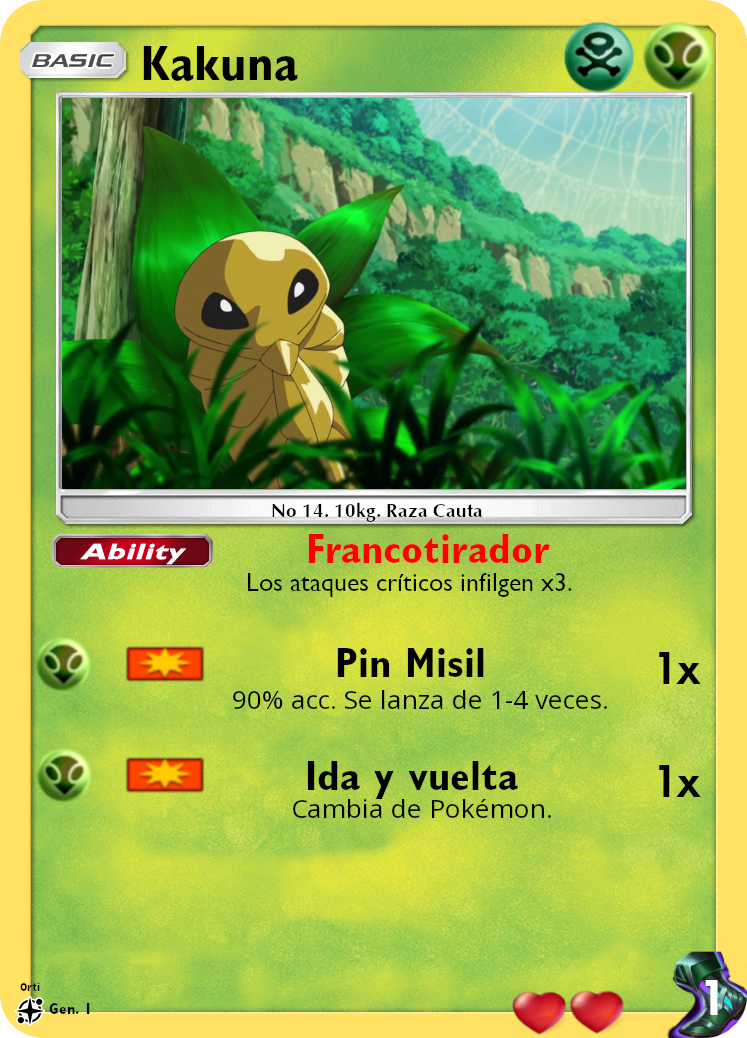 BASIC Kakuna
No 14. 10kg. Raza Cauta
Ability Francotirador
Los ataques críticos infilgen x3.
Pin Misil 1x
90% acc. Se lanza de 1-4 veces.
Ida y vuelta 1x
Cambia de Pokémon.
Orti
Gen. 1
1